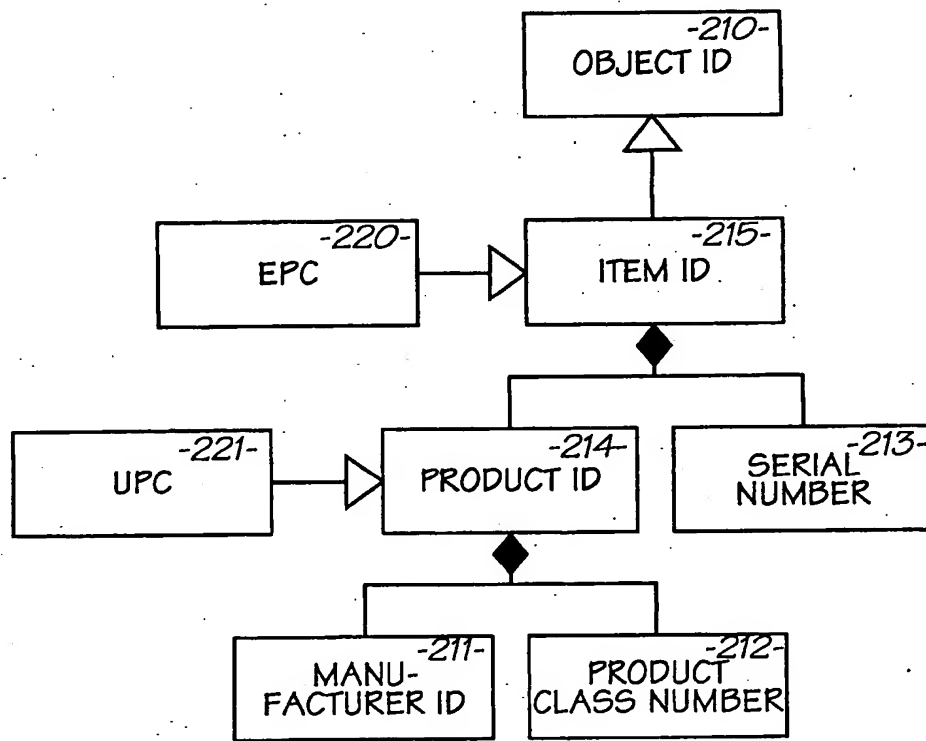 -210-
OBJECT ID
-220-
EPC
-215-
ITEM ID
-221-
UPC
-214-
PRODUCT ID
-213-
SERIAL
NUMBER
-211-
MANU-
FACTURER ID
-212-
PRODUCT
CLASS NUMBER